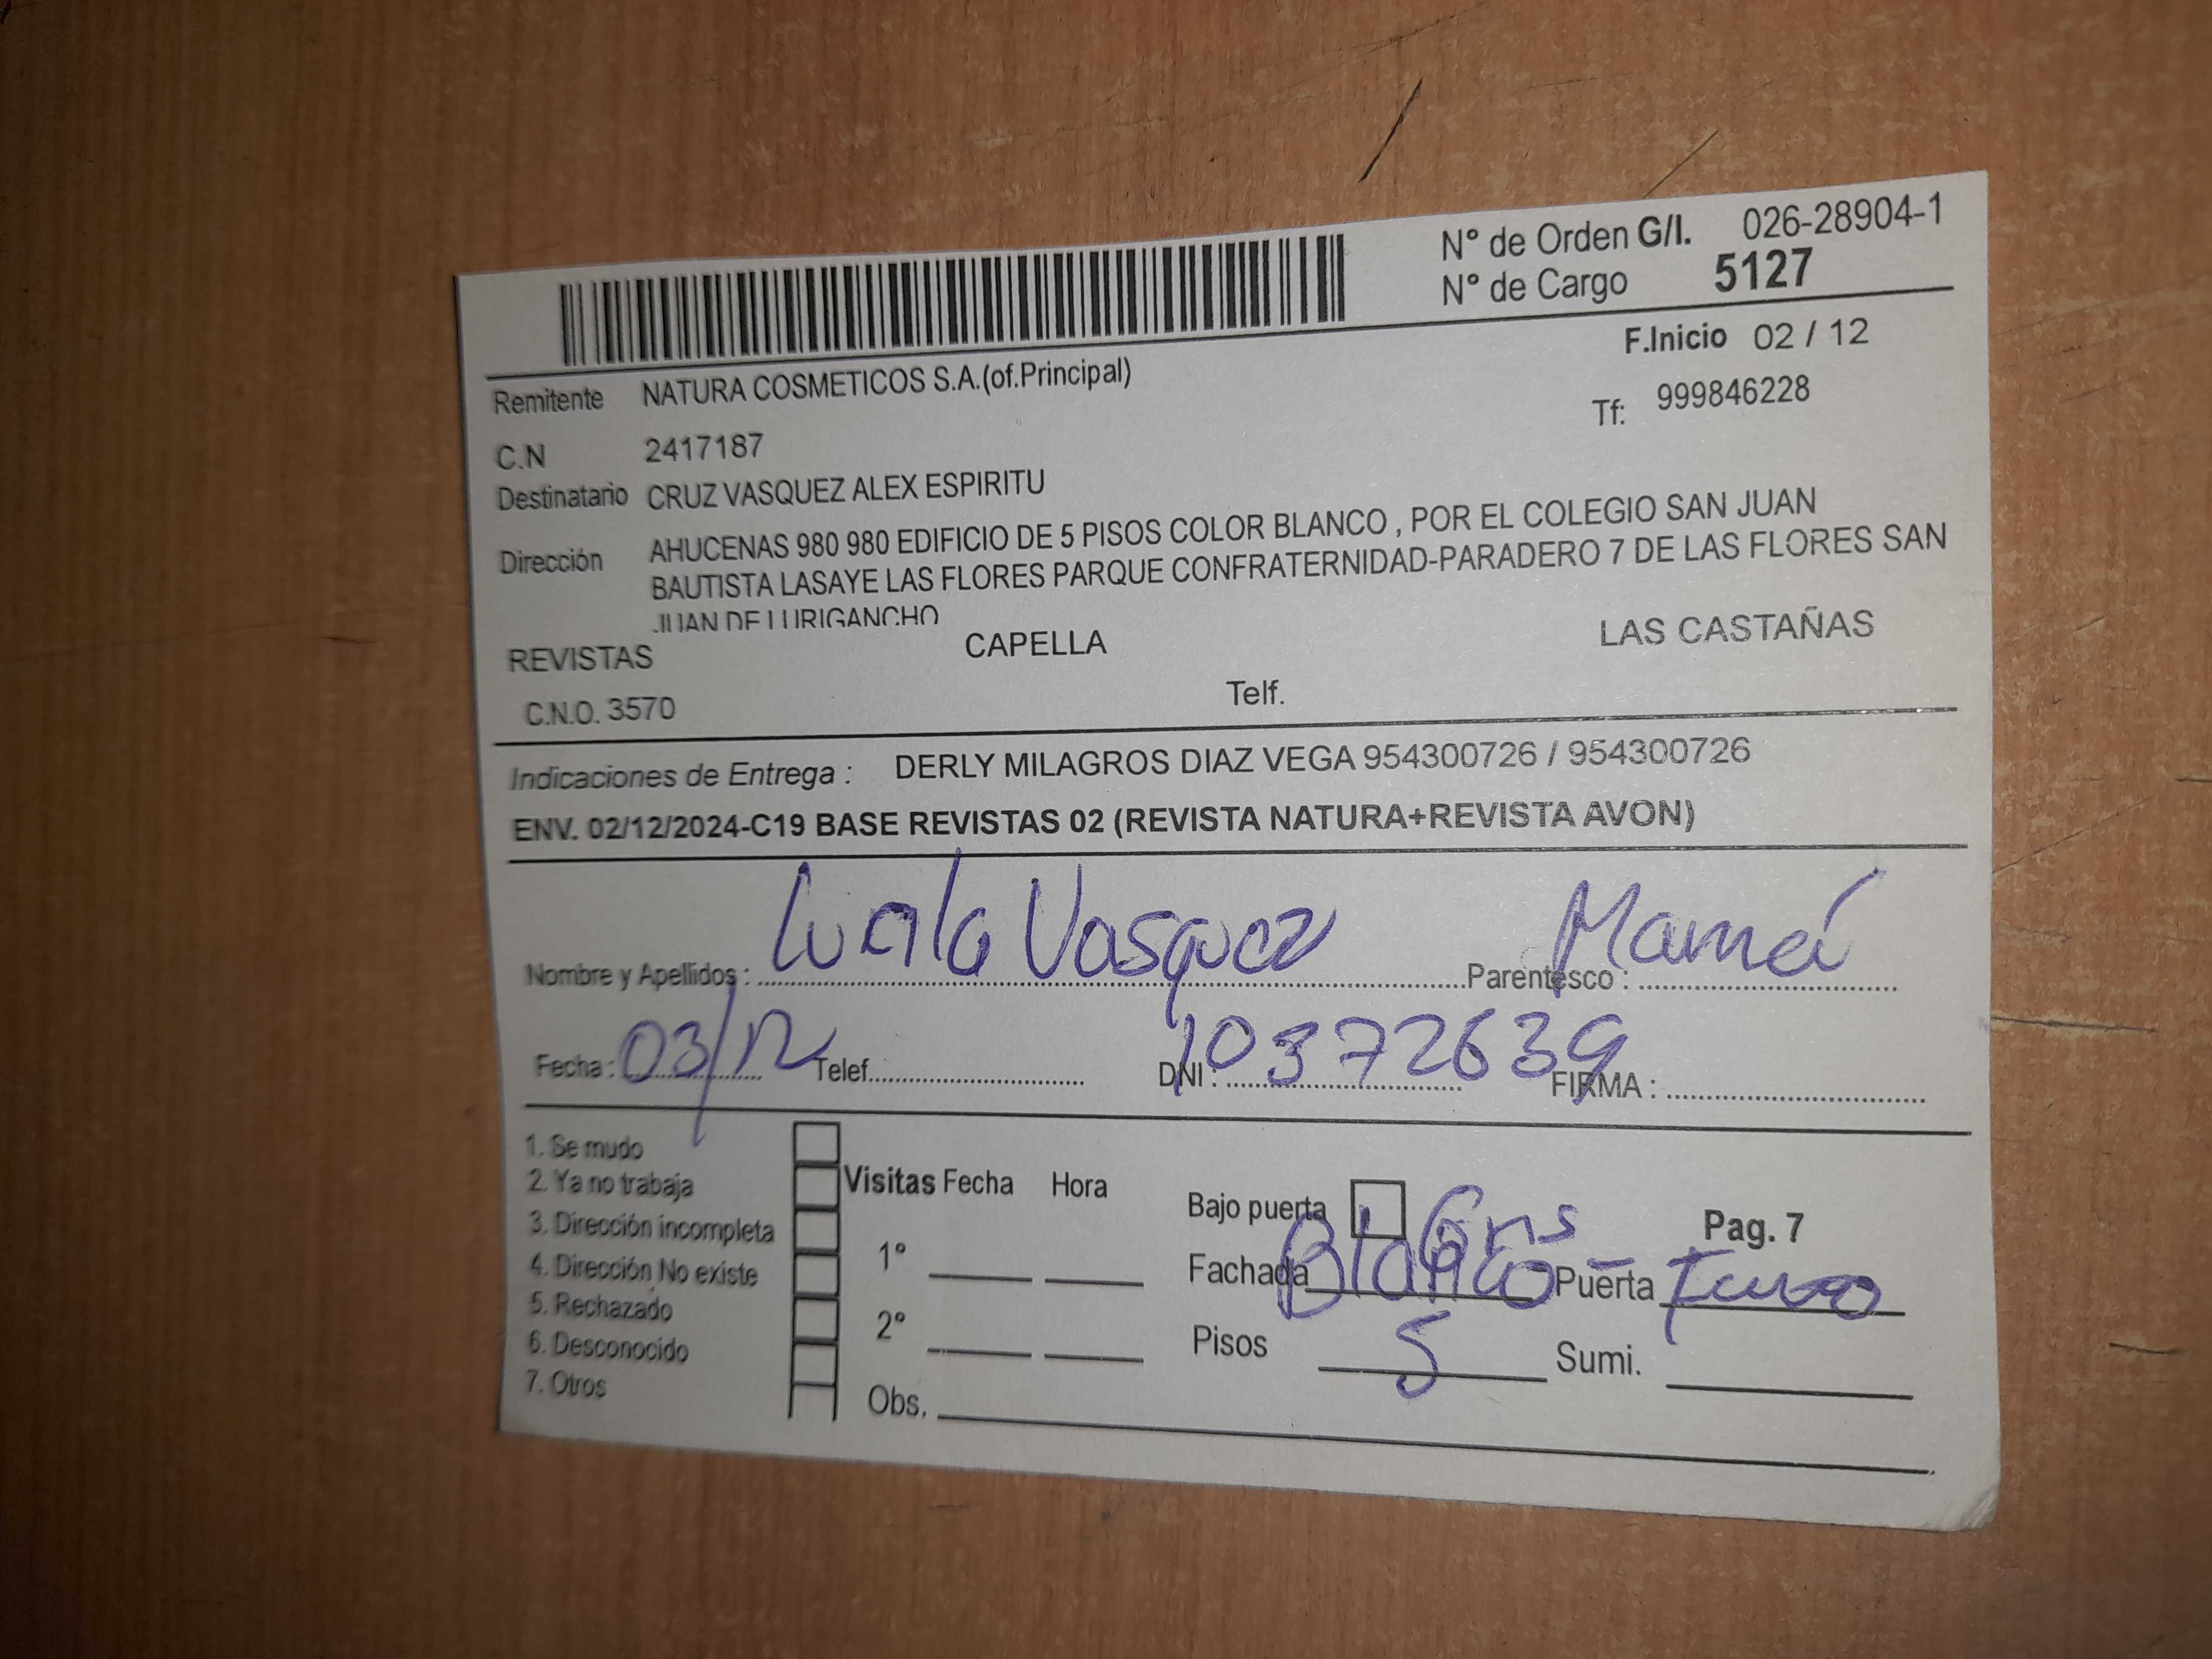 N° de Orden G/I. 026-28904-1
N° de Cargo 5127
F.Inicio 02 / 12
Remitente NATURA COSMETICOS S.A.(of.Principal)
Tf: 999846228
C.N 2417187
Destinatario CRUZ VASQUEZ ALEX ESPIRITU
Dirección AHUCENAS 980 980 EDIFICIO DE 5 PISOS COLOR BLANCO , POR EL COLEGIO SAN JUAN
BAUTISTA LASAYE LAS FLORES PARQUE CONFRATERNIDAD-PARADERO 7 DE LAS FLORES SAN
JUAN DE LURIGANCHO
REVISTAS CAPELLA LAS CASTAÑAS
C.N.O. 3570 Telf.
Indicaciones de Entrega : DERLY MILAGROS DIAZ VEGA 954300726 / 954300726
ENV. 02/12/2024-C19 BASE REVISTAS 02 (REVISTA NATURA+REVISTA AVON)
Nombre y Apellidos : Vasquez Parentesco : Mamá
Fecha : 03/12 Telef. DNI : 10372639 FIRMA :
1. Se mudo
2. Ya no trabaja
3. Dirección incompleta
4. Dirección No existe
5. Rechazado
6. Desconocido
7. Otros
Visitas Fecha Hora
1°
2°
Obs.
Bajo puerta Gris Pag. 7
Fachada Blanco Puerta
Pisos 5 Sumi.